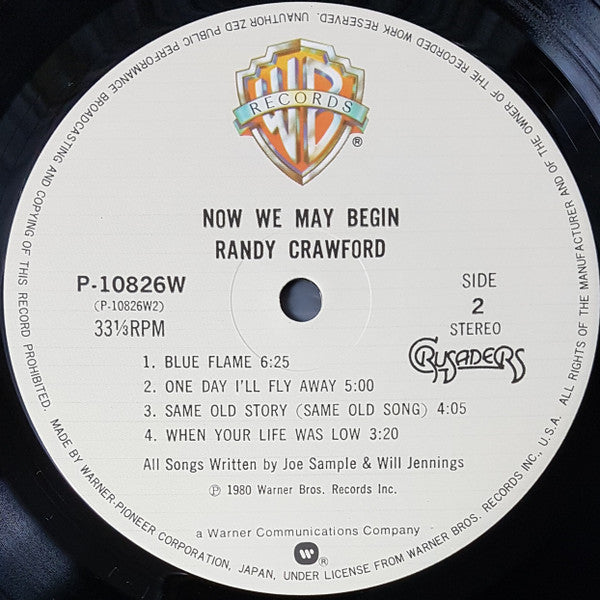 ALL RIGHTS OF THE MANUFACTURER AND OF THE OWNER OF THE RECORDED WORK RESERVED. UNAUTHORIZED PUBLIC PERFORMANCE BROADCASTING AND COPYING OF THIS RECORD PROHIBITED.
WB
RECORDS
®
NOW WE MAY BEGIN
RANDY CRAWFORD
P-10826W
(P-10826W2)
33⅓RPM
SIDE
2
STEREO
CRUSADERS
1. BLUE FLAME 6:25
2. ONE DAY I'LL FLY AWAY 5:00
3. SAME OLD STORY (SAME OLD SONG) 4:05
4. WHEN YOUR LIFE WAS LOW 3:20
All Songs Written by Joe Sample & Will Jennings
℗ 1980 Warner Bros. Records Inc.
a Warner Communications Company
W®
MADE BY WARNER-PIONEER CORPORATION, JAPAN, UNDER LICENSE FROM WARNER BROS. RECORDS INC., U.S.A.